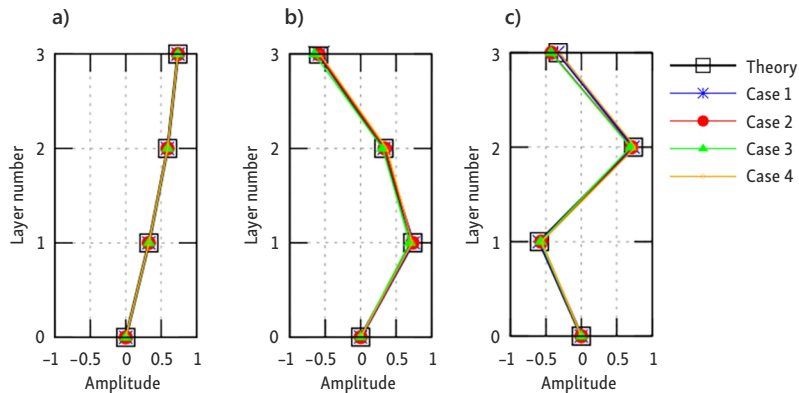 a)
b)
c)
3
2
1
0
Layer number
−1 −0.5 0 0.5 1
Amplitude
3
2
1
0
Layer number
−1 −0.5 0 0.5 1
Amplitude
3
2
1
0
Layer number
−1 −0.5 0 0.5 1
Amplitude
Theory
Case 1
Case 2
Case 3
Case 4